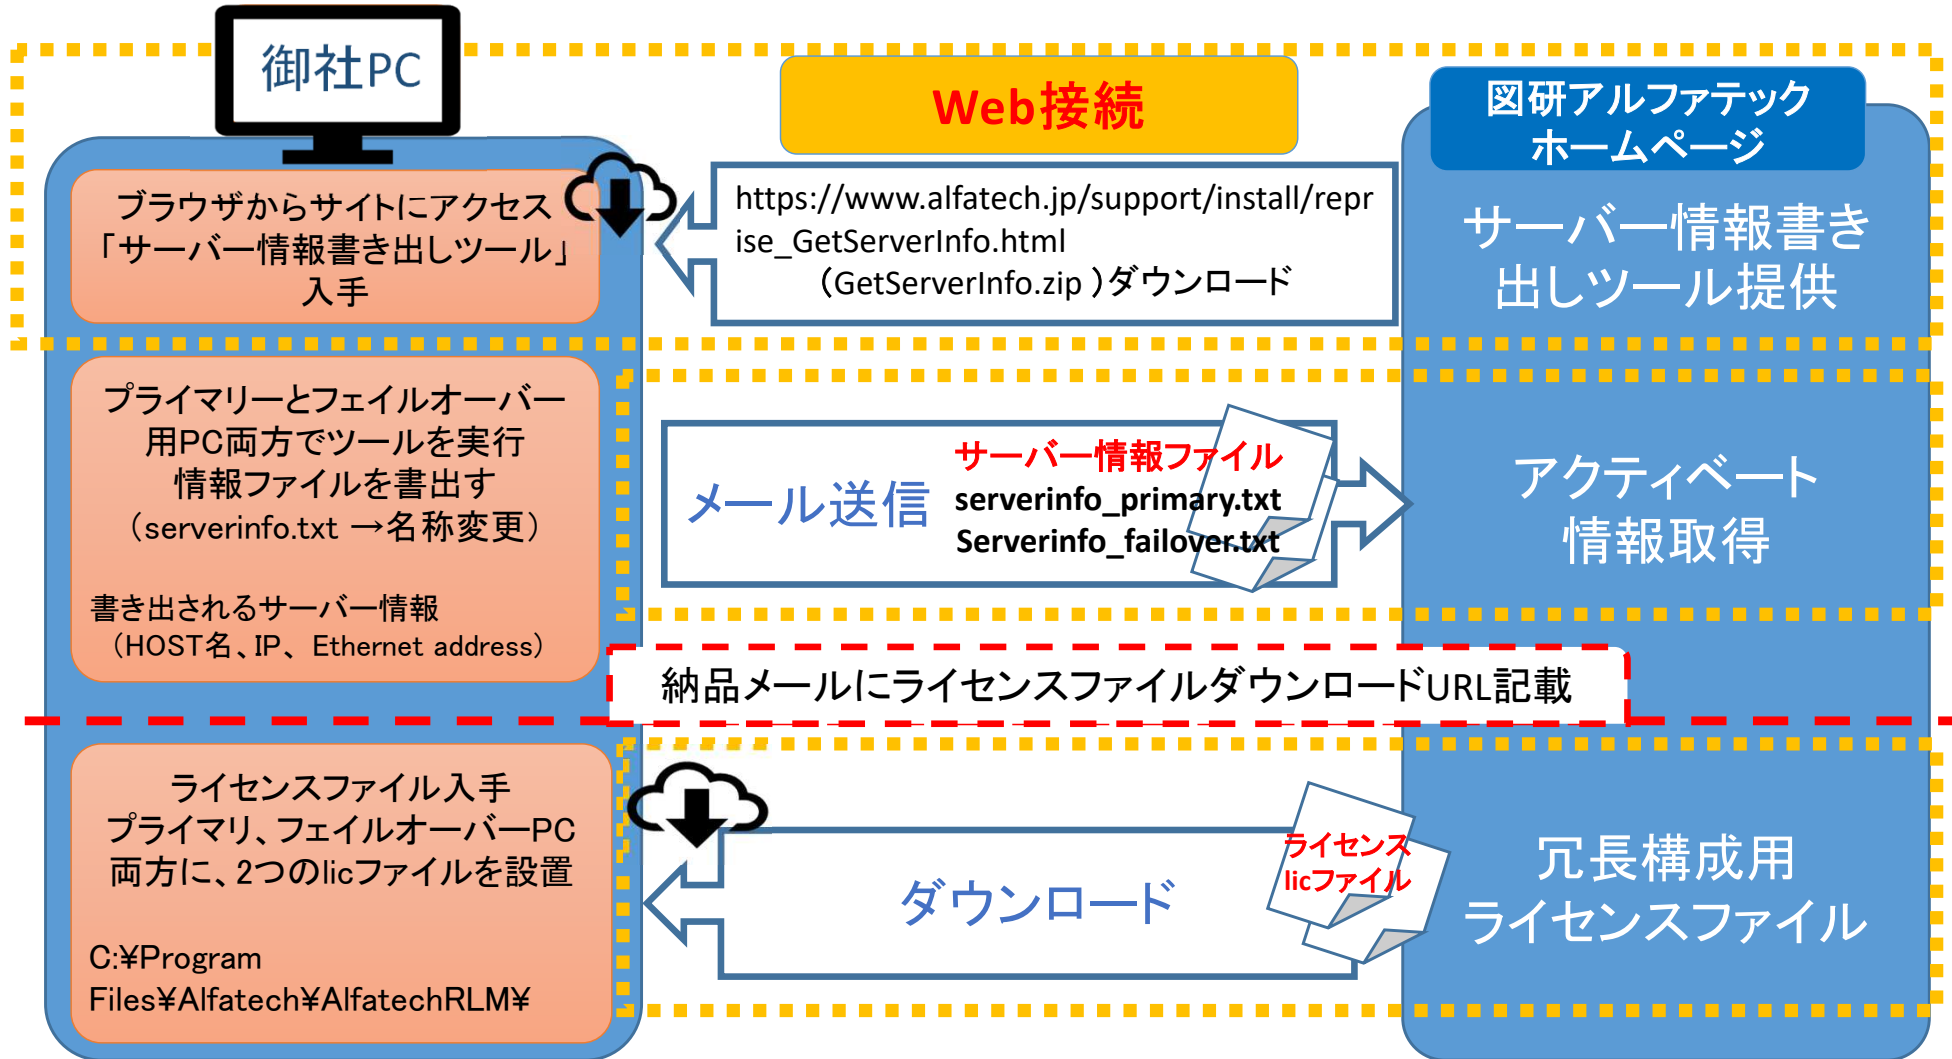 御社PC
Web接続
図研アルファテック
ホームページ
ブラウザからサイトにアクセス
「サーバー情報書き出しツール」
入手
https://www.alfatech.jp/support/install/repr
ise_GetServerInfo.html
（GetServerInfo.zip ）ダウンロード
サーバー情報書き
出しツール提供
プライマリーとフェイルオーバー
用PC両方でツールを実行
情報ファイルを書出す
（serverinfo.txt →名称変更）
書き出されるサーバー情報
（HOST名、IP、 Ethernet address）
メール送信
サーバー情報ファイル
serverinfo_primary.txt
Serverinfo_failover.txt
アクティベート
情報取得
納品メールにライセンスファイルダウンロードURL記載
ライセンスファイル入手
プライマリ、フェイルオーバーPC
両方に、2つのlicファイルを設置
C:¥Program
Files¥Alfatech¥AlfatechRLM¥
ダウンロード
ライセンス
licファイル
冗長構成用
ライセンスファイル